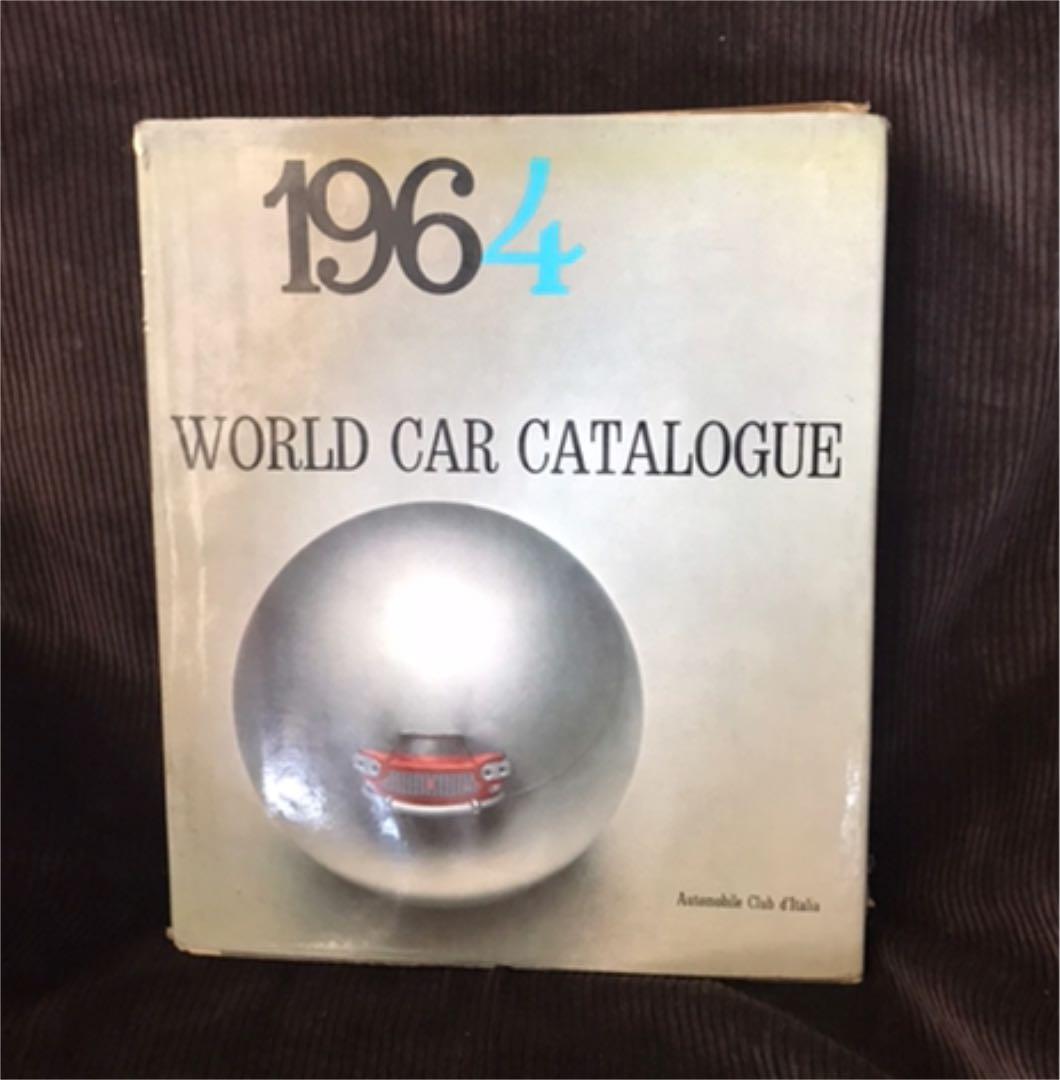 1964
WORLD CAR CATALOGUE
Automobile Club d'Italia